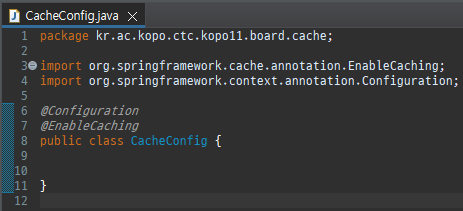 CacheConfig.java
1 package kr.ac.kopo.ctc.kopo11.board.cache;
2
3 import org.springframework.cache.annotation.EnableCaching;
4 import org.springframework.context.annotation.Configuration;
5
6 @Configuration
7 @EnableCaching
8 public class CacheConfig {
9
10
11 }
12